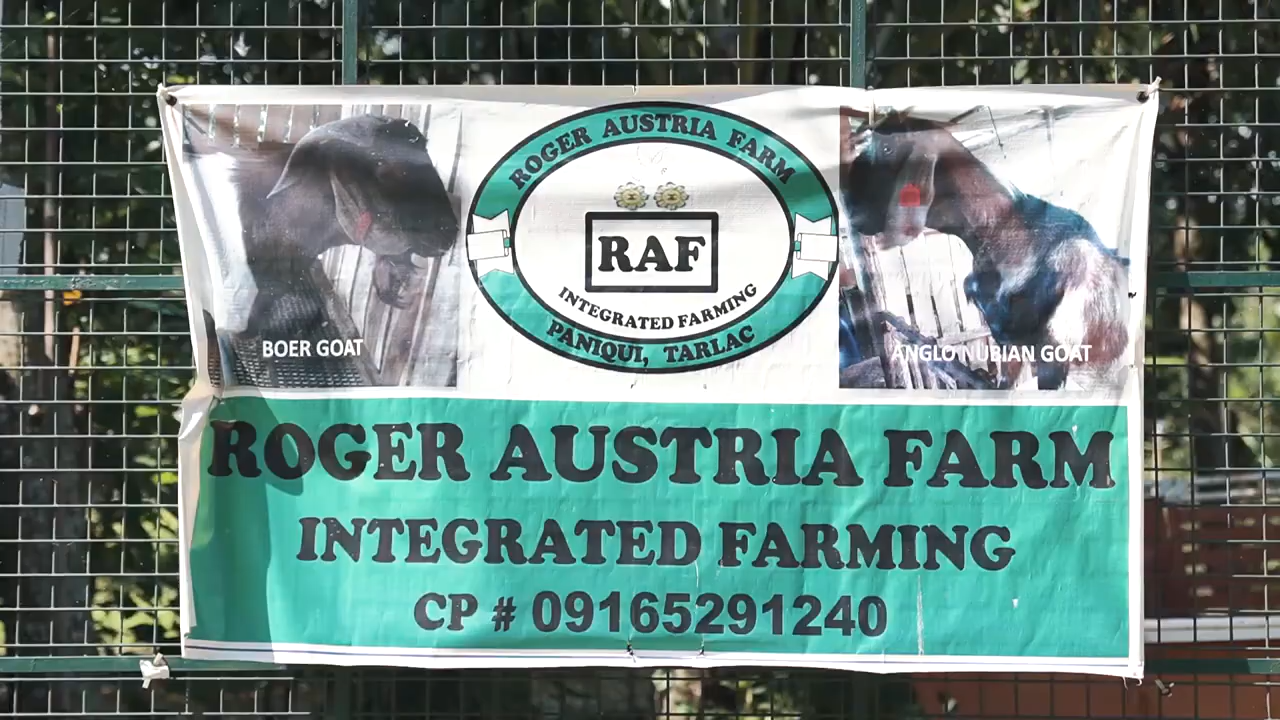 ROGER AUSTRIA FARM
RAF
INTEGRATED FARMING
PANIQUI, TARLAC
BOER GOAT
ANGLO NUBIAN GOAT
ROGER AUSTRIA FARM
INTEGRATED FARMING
CP # 09165291240